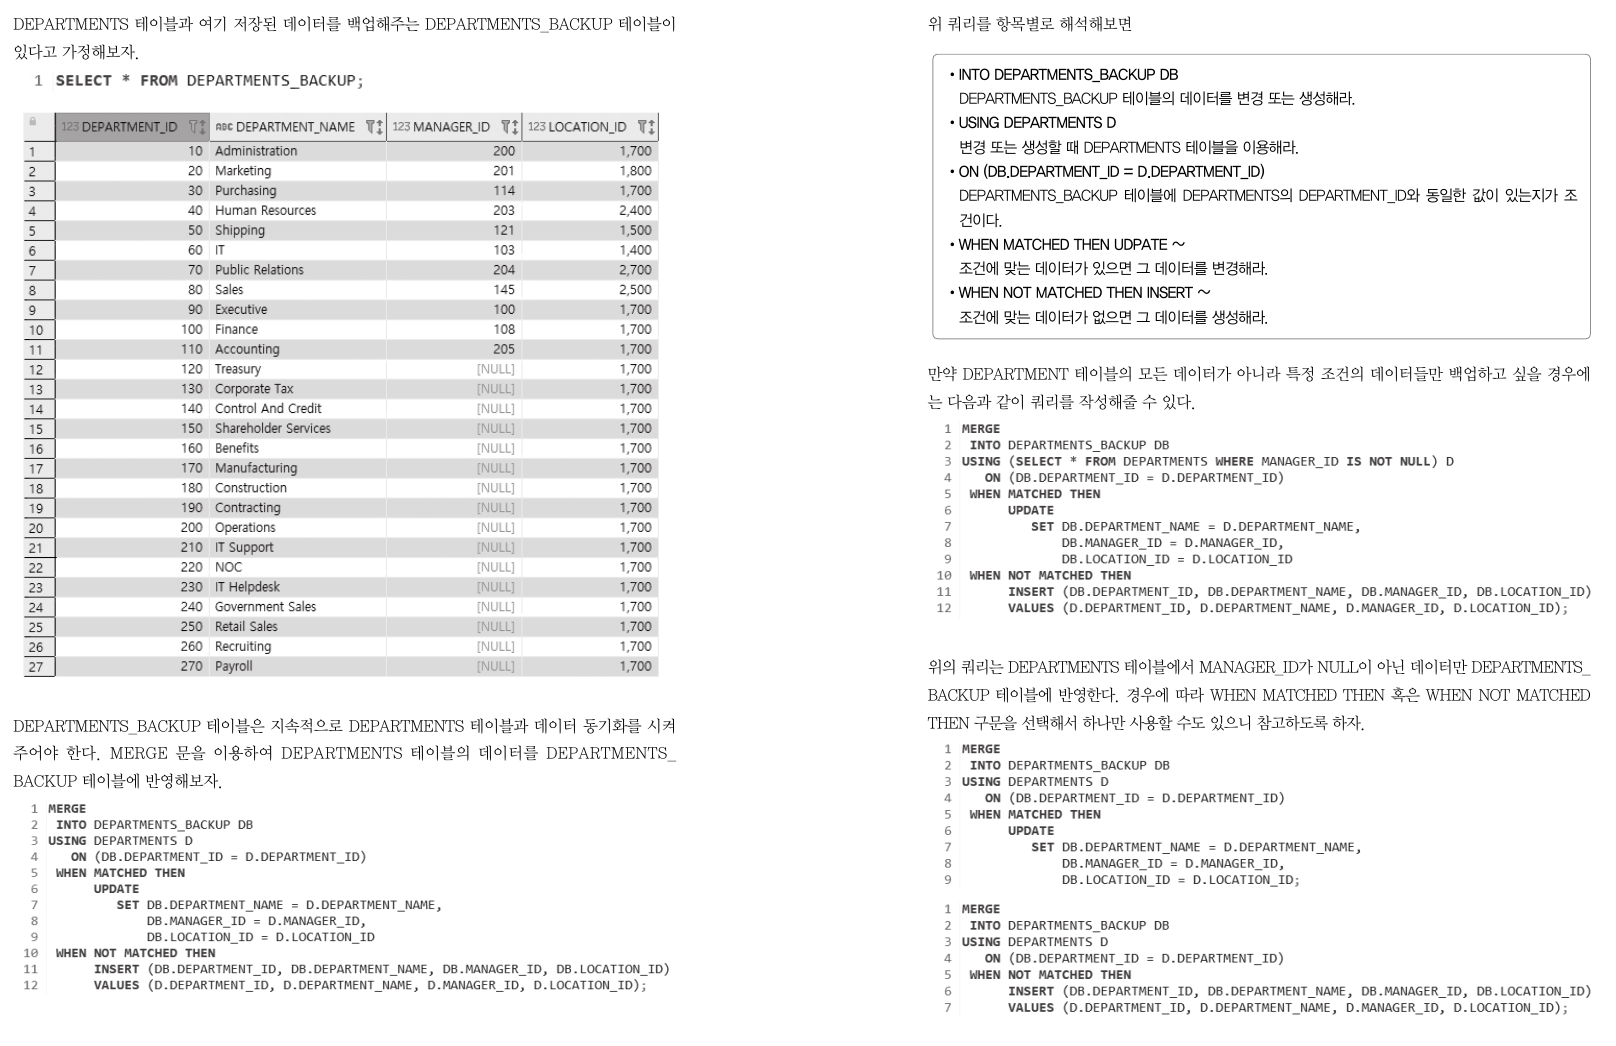 DEPARTMENTS 테이블과 여기 저장된 데이터를 백업해주는 DEPARTMENTS_BACKUP 테이블이
있다고 가정해보자.
1 SELECT * FROM DEPARTMENTS_BACKUP;
123 DEPARTMENT_ID ABC DEPARTMENT_NAME 123 MANAGER_ID 123 LOCATION_ID
1 10 Administration 200 1,700
2 20 Marketing 201 1,800
3 30 Purchasing 114 1,700
4 40 Human Resources 203 2,400
5 50 Shipping 121 1,500
6 60 IT 103 1,400
7 70 Public Relations 204 2,700
8 80 Sales 145 2,500
9 90 Executive 100 1,700
10 100 Finance 108 1,700
11 110 Accounting 205 1,700
12 120 Treasury [NULL] 1,700
13 130 Corporate Tax [NULL] 1,700
14 140 Control And Credit [NULL] 1,700
15 150 Shareholder Services [NULL] 1,700
16 160 Benefits [NULL] 1,700
17 170 Manufacturing [NULL] 1,700
18 180 Construction [NULL] 1,700
19 190 Contracting [NULL] 1,700
20 200 Operations [NULL] 1,700
21 210 IT Support [NULL] 1,700
22 220 NOC [NULL] 1,700
23 230 IT Helpdesk [NULL] 1,700
24 240 Government Sales [NULL] 1,700
25 250 Retail Sales [NULL] 1,700
26 260 Recruiting [NULL] 1,700
27 270 Payroll [NULL] 1,700
DEPARTMENTS_BACKUP 테이블은 지속적으로 DEPARTMENTS 테이블과 데이터 동기화를 시켜
주어야 한다. MERGE 문을 이용하여 DEPARTMENTS 테이블의 데이터를 DEPARTMENTS_
BACKUP 테이블에 반영해보자.
1 MERGE
2 INTO DEPARTMENTS_BACKUP DB
3 USING DEPARTMENTS D
4 ON (DB.DEPARTMENT_ID = D.DEPARTMENT_ID)
5 WHEN MATCHED THEN
6 UPDATE
7 SET DB.DEPARTMENT_NAME = D.DEPARTMENT_NAME,
8 DB.MANAGER_ID = D.MANAGER_ID,
9 DB.LOCATION_ID = D.LOCATION_ID
10 WHEN NOT MATCHED THEN
11 INSERT (DB.DEPARTMENT_ID, DB.DEPARTMENT_NAME, DB.MANAGER_ID, DB.LOCATION_ID)
12 VALUES (D.DEPARTMENT_ID, D.DEPARTMENT_NAME, D.MANAGER_ID, D.LOCATION_ID);
위 쿼리를 항목별로 해석해보면
• INTO DEPARTMENTS_BACKUP DB
DEPARTMENTS_BACKUP 테이블의 데이터를 변경 또는 생성해라.
• USING DEPARTMENTS D
변경 또는 생성할 때 DEPARTMENTS 테이블을 이용해라.
• ON (DB.DEPARTMENT_ID = D.DEPARTMENT_ID)
DEPARTMENTS_BACKUP 테이블에 DEPARTMENTS의 DEPARTMENT_ID와 동일한 값이 있는지가 조
건이다.
• WHEN MATCHED THEN UDPATE ~
조건에 맞는 데이터가 있으면 그 데이터를 변경해라.
• WHEN NOT MATCHED THEN INSERT ~
조건에 맞는 데이터가 없으면 그 데이터를 생성해라.
만약 DEPARTMENT 테이블의 모든 데이터가 아니라 특정 조건의 데이터들만 백업하고 싶을 경우에
는 다음과 같이 쿼리를 작성해줄 수 있다.
1 MERGE
2 INTO DEPARTMENTS_BACKUP DB
3 USING (SELECT * FROM DEPARTMENTS WHERE MANAGER_ID IS NOT NULL) D
4 ON (DB.DEPARTMENT_ID = D.DEPARTMENT_ID)
5 WHEN MATCHED THEN
6 UPDATE
7 SET DB.DEPARTMENT_NAME = D.DEPARTMENT_NAME,
8 DB.MANAGER_ID = D.MANAGER_ID,
9 DB.LOCATION_ID = D.LOCATION_ID
10 WHEN NOT MATCHED THEN
11 INSERT (DB.DEPARTMENT_ID, DB.DEPARTMENT_NAME, DB.MANAGER_ID, DB.LOCATION_ID)
12 VALUES (D.DEPARTMENT_ID, D.DEPARTMENT_NAME, D.MANAGER_ID, D.LOCATION_ID);
위의 쿼리는 DEPARTMENTS 테이블에서 MANAGER_ID가 NULL이 아닌 데이터만 DEPARTMENTS_
BACKUP 테이블에 반영한다. 경우에 따라 WHEN MATCHED THEN 혹은 WHEN NOT MATCHED
THEN 구문을 선택해서 하나만 사용할 수도 있으니 참고하도록 하자.
1 MERGE
2 INTO DEPARTMENTS_BACKUP DB
3 USING DEPARTMENTS D
4 ON (DB.DEPARTMENT_ID = D.DEPARTMENT_ID)
5 WHEN MATCHED THEN
6 UPDATE
7 SET DB.DEPARTMENT_NAME = D.DEPARTMENT_NAME,
8 DB.MANAGER_ID = D.MANAGER_ID,
9 DB.LOCATION_ID = D.LOCATION_ID;
1 MERGE
2 INTO DEPARTMENTS_BACKUP DB
3 USING DEPARTMENTS D
4 ON (DB.DEPARTMENT_ID = D.DEPARTMENT_ID)
5 WHEN NOT MATCHED THEN
6 INSERT (DB.DEPARTMENT_ID, DB.DEPARTMENT_NAME, DB.MANAGER_ID, DB.LOCATION_ID)
7 VALUES (D.DEPARTMENT_ID, D.DEPARTMENT_NAME, D.MANAGER_ID, D.LOCATION_ID);